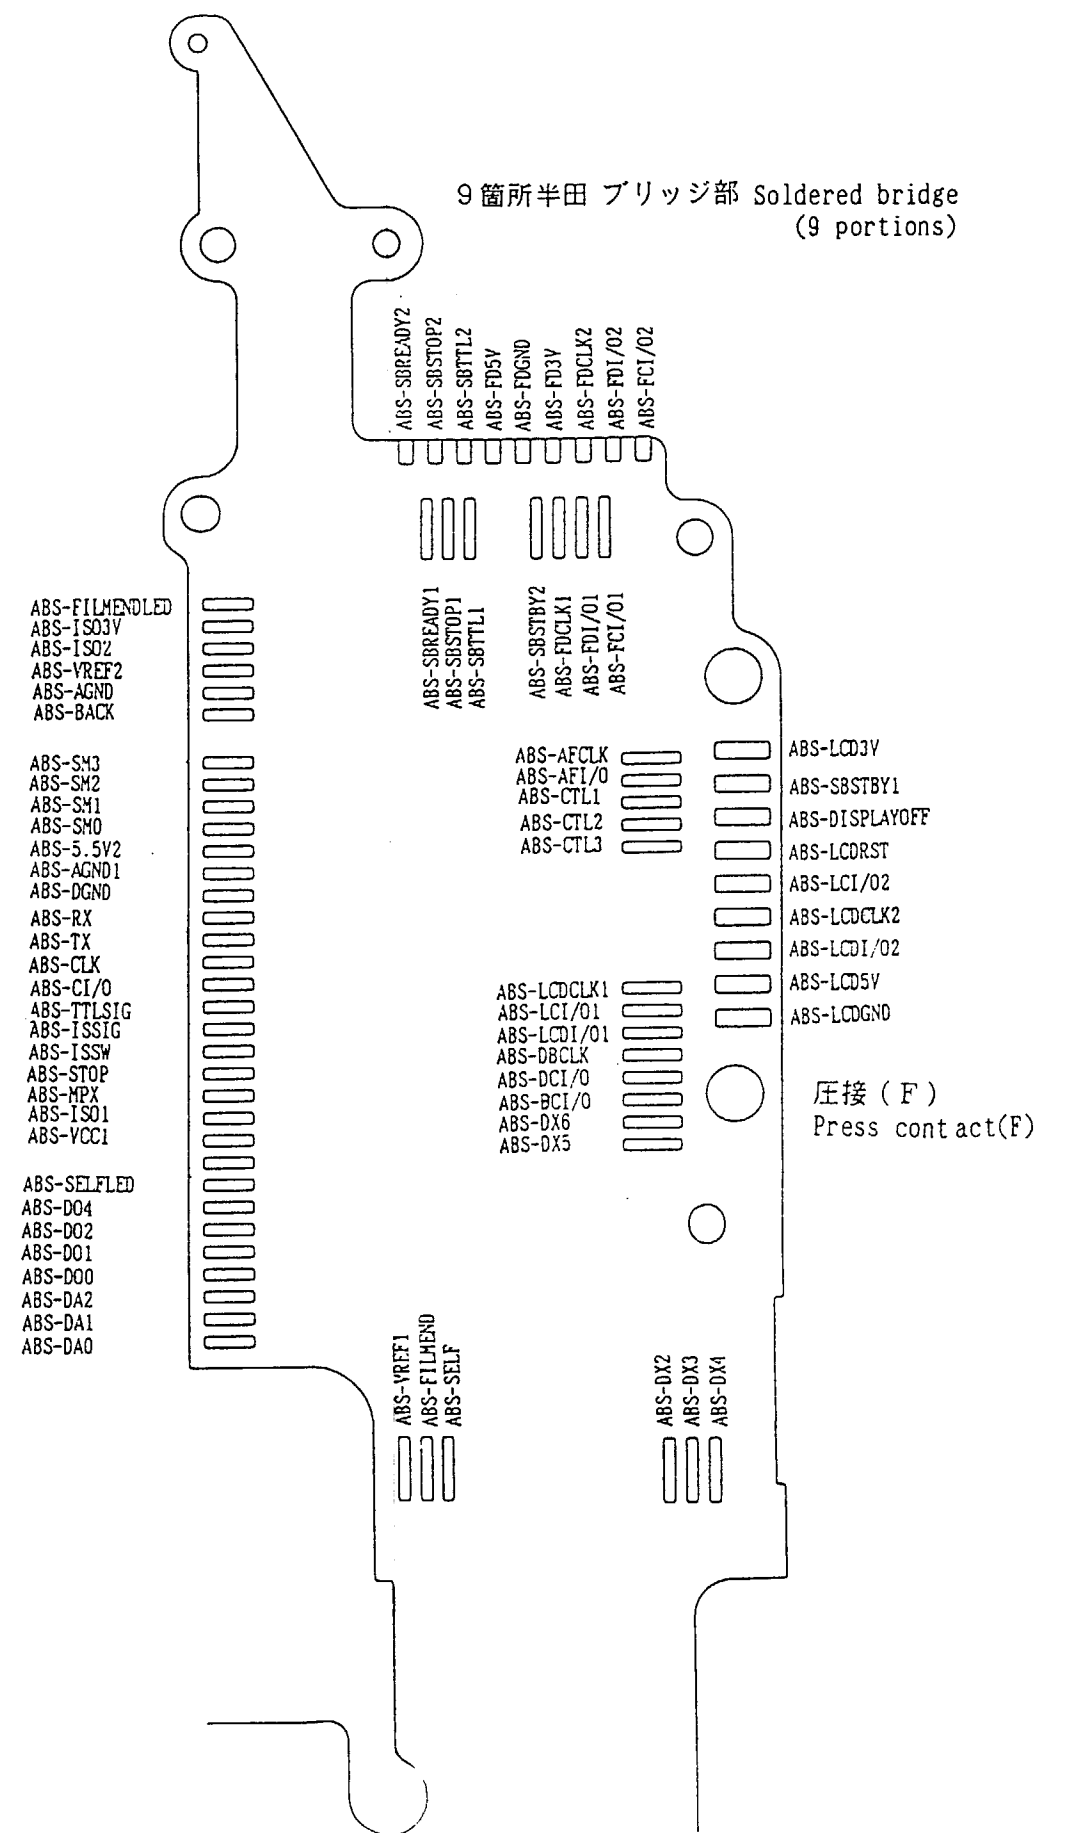 9箇所半田 ブリッジ部 Soldered bridge
(9 portions)
ABS-SBREADY2
ABS-SBSTOP2
ABS-SBTTL2
ABS-FD5V
ABS-FDGND
ABS-FD3V
ABS-FDCLK2
ABS-FDI/O2
ABS-FCI/O2
ABS-SBREADY1
ABS-SBSTOP1
ABS-SBTTL1
ABS-SBSTBY2
ABS-FDCLK1
ABS-FDI/O1
ABS-FCI/O1
ABS-FILMENDLED
ABS-ISO3V
ABS-ISO2
ABS-VREF2
ABS-AGND
ABS-BACK
ABS-SM3
ABS-SM2
ABS-SM1
ABS-SM0
ABS-5.5V2
ABS-AGND1
ABS-DGND
ABS-RX
ABS-TX
ABS-CLK
ABS-CI/O
ABS-TTLSIG
ABS-ISSIG
ABS-ISSW
ABS-STOP
ABS-MPX
ABS-ISO1
ABS-VCC1
ABS-SELFLED
ABS-DO4
ABS-DO2
ABS-DO1
ABS-DO0
ABS-DA2
ABS-DA1
ABS-DA0
ABS-AFCLK
ABS-AFI/O
ABS-CTL1
ABS-CTL2
ABS-CTL3
ABS-LCDCLK1
ABS-LCI/O1
ABS-LCDI/O1
ABS-DBCLK
ABS-DCI/O
ABS-BCI/O
ABS-DX6
ABS-DX5
ABS-LCD3V
ABS-SBSTBY1
ABS-DISPLAYOFF
ABS-LCDRST
ABS-LCI/O2
ABS-LCDCLK2
ABS-LCDI/O2
ABS-LCD5V
ABS-LCDGND
圧接(F)
Press contact(F)
ABS-VREF1
ABS-FILMEND
ABS-SELF
ABS-DX2
ABS-DX3
ABS-DX4